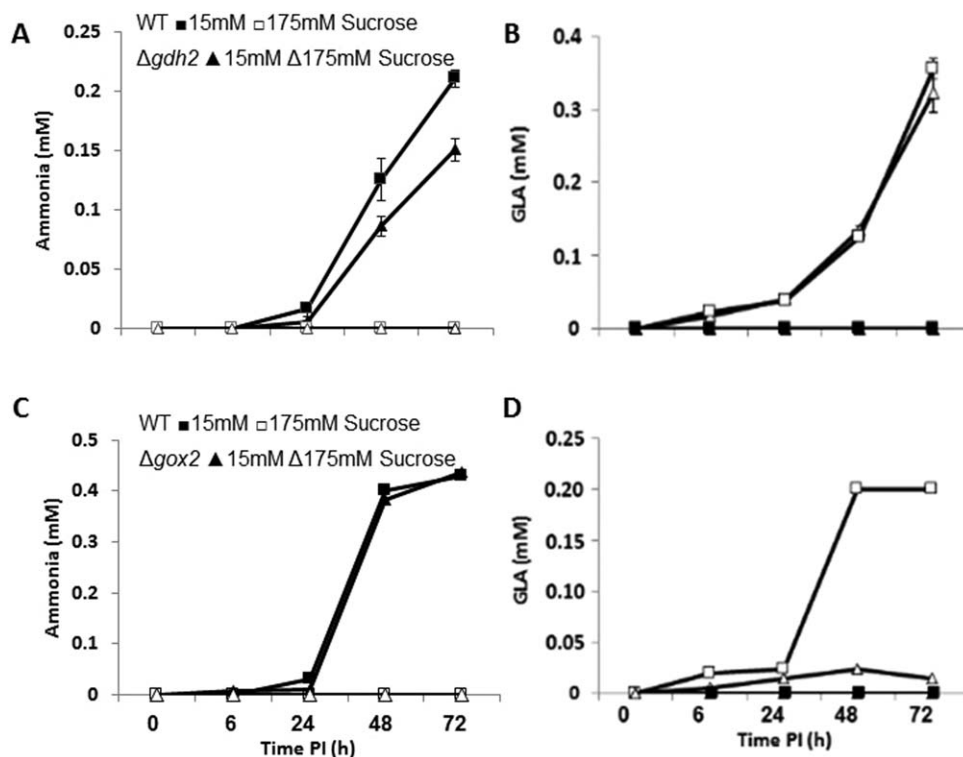 A
WT ■15mM □175mM Sucrose
Δgdh2 ▲15mM Δ175mM Sucrose
0.25
0.2
0.15
0.1
0.05
0
Ammonia (mM)
B
0.4
0.3
0.2
0.1
0
GLA (mM)
C
WT ■15mM □175mM Sucrose
Δgox2 ▲15mM Δ175mM Sucrose
0.5
0.4
0.3
0.2
0.1
0
Ammonia (mM)
0 6 24 48 72
Time PI (h)
D
0.25
0.20
0.15
0.10
0.05
0
GLA (mM)
0 6 24 48 72
Time PI (h)